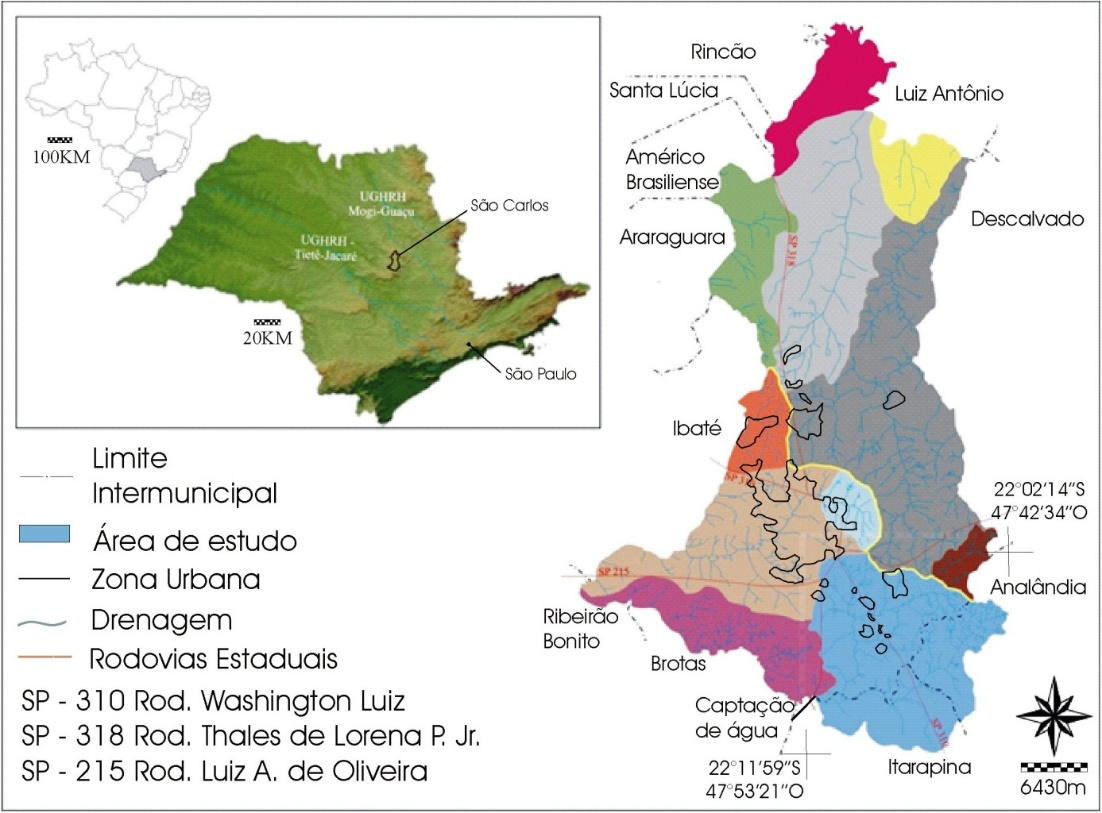 100KM
UGHRH
Mogi-Guaçu
São Carlos
UGHRH -
Tietê-Jacaré
20KM
São Paulo
Limite
Intermunicipal
Área de estudo
Zona Urbana
Drenagem
Rodovias Estaduais
SP - 310 Rod. Washington Luiz
SP - 318 Rod. Thales de Lorena P. Jr.
SP - 215 Rod. Luiz A. de Oliveira
Rincão
Santa Lúcia
Luiz Antônio
Américo
Brasiliense
Descalvado
Araraguara
SP 318
Ibaté
22°02'14"S
47°42'34"O
SP 215
Analândia
Ribeirão
Bonito
Brotas
Captação
de água
22°11'59"S
47°53'21"O
Itarapina
6430m